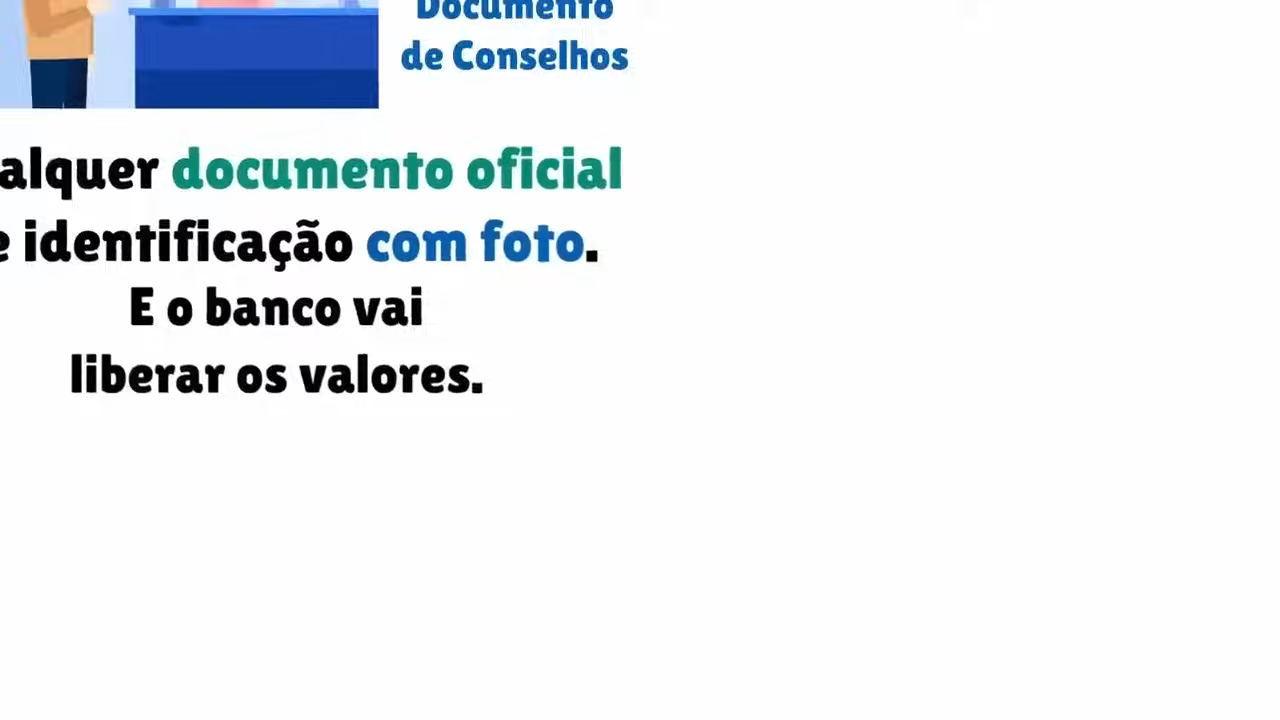 Documento
de Conselhos
alquer documento oficial
e identificação com foto.
E o banco vai
liberar os valores.